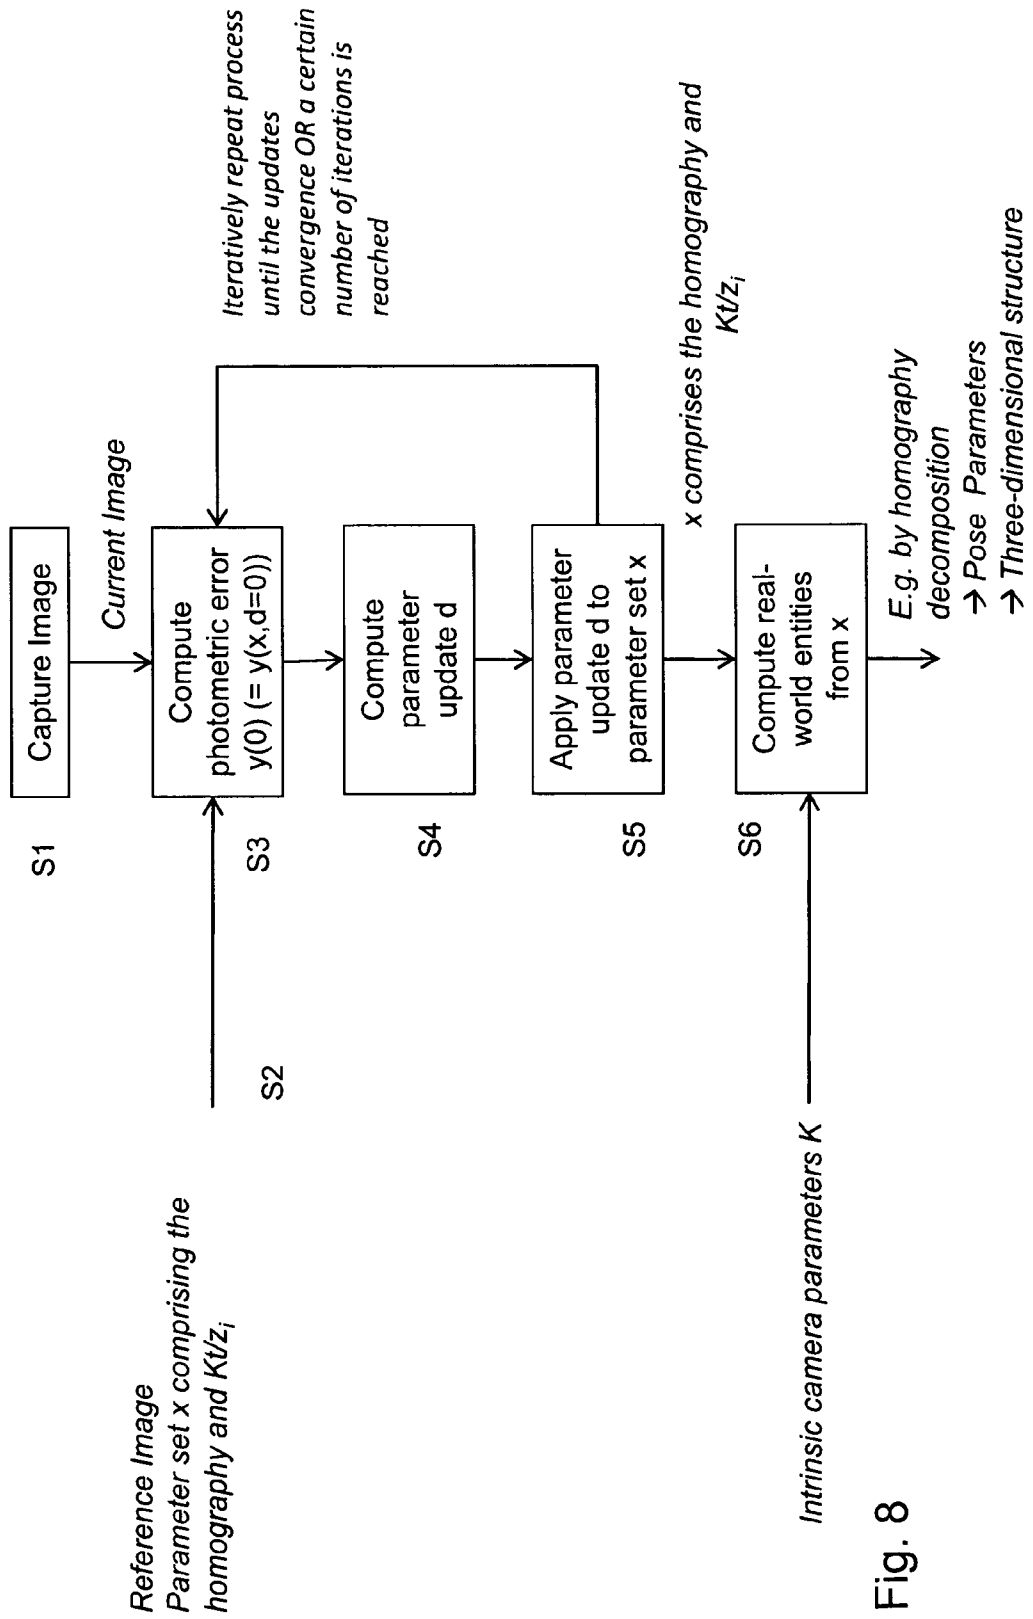 S1
Capture Image
Current Image
Reference Image
Parameter set x comprising the
homography and Kt/zi
S2
S3
Compute
photometric error
y(0) (= y(x,d=0))
Iteratively repeat process
until the updates
convergence OR a certain
number of iterations is
reached
S4
Compute
parameter
update d
S5
Apply parameter
update d to
parameter set x
x comprises the homography and
Kt/zi
Intrinsic camera parameters K
S6
Compute real-
world entities
from x
E.g. by homography
decomposition
→ Pose Parameters
→ Three-dimensional structure
Fig. 8